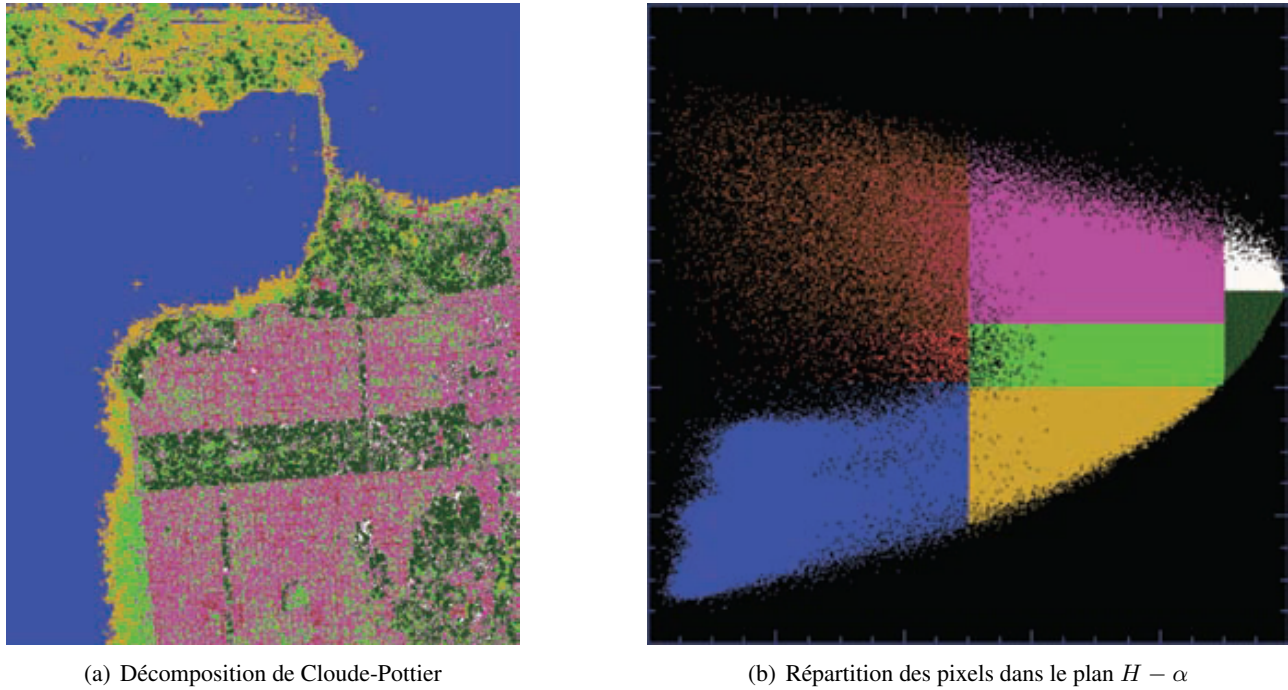 (a) Décomposition de Cloude-Pottier
(b) Répartition des pixels dans le plan H − α